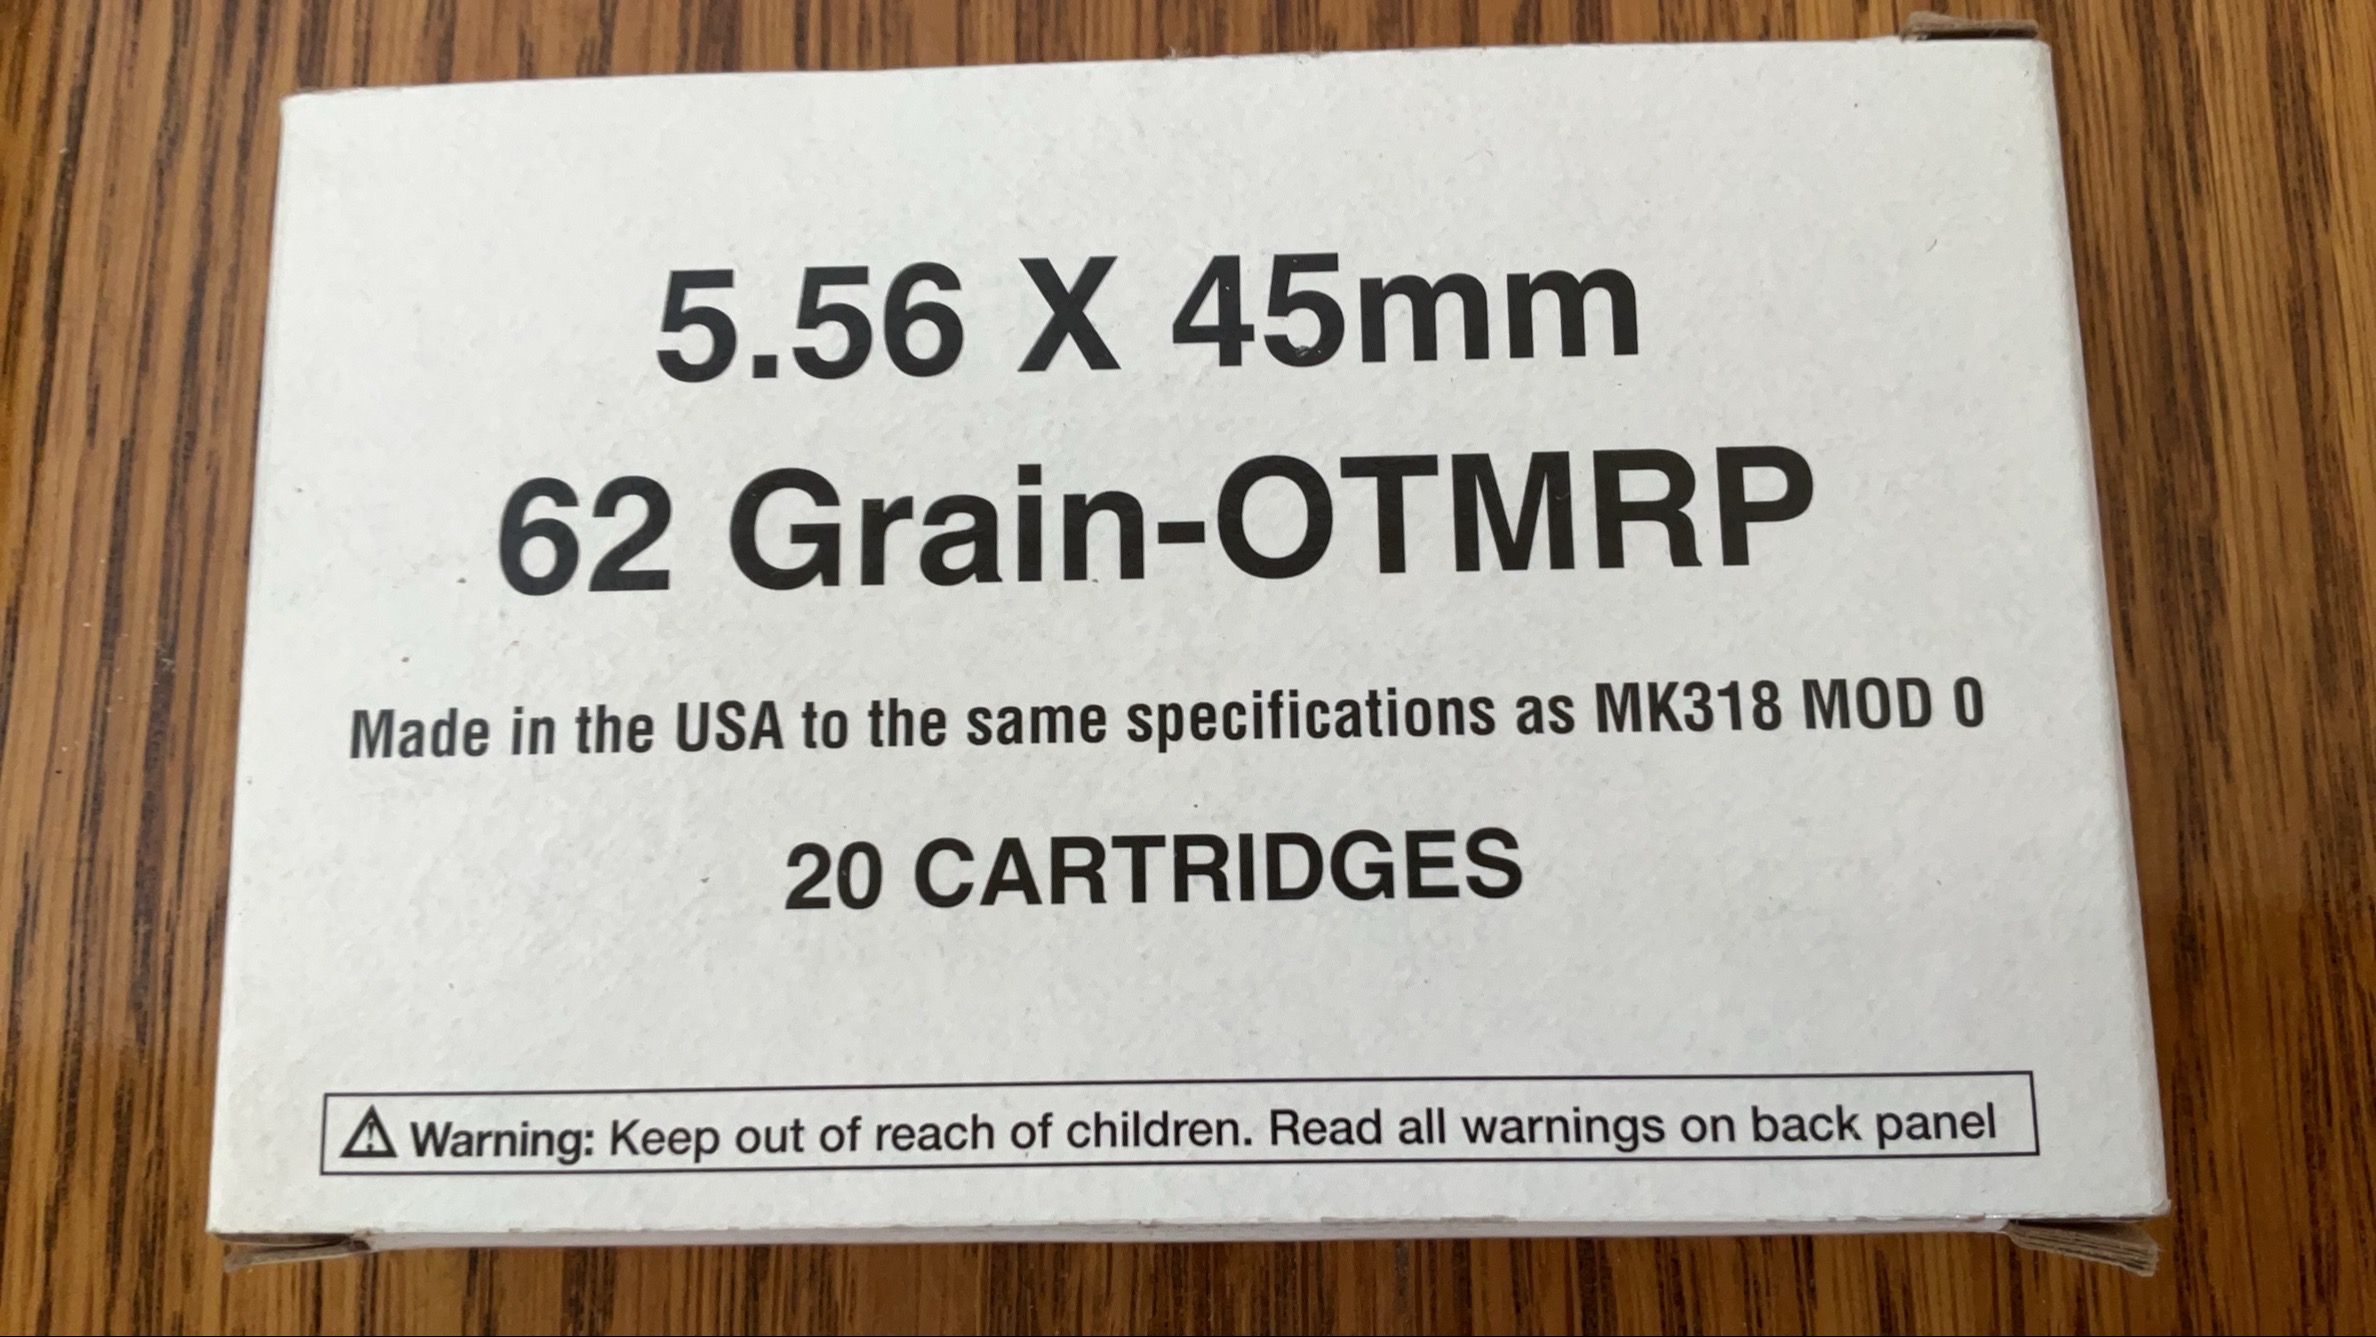 5.56 X 45mm
62 Grain-OTMRP
Made in the USA to the same specifications as MK318 MOD 0
20 CARTRIDGES
⚠ Warning: Keep out of reach of children. Read all warnings on back panel